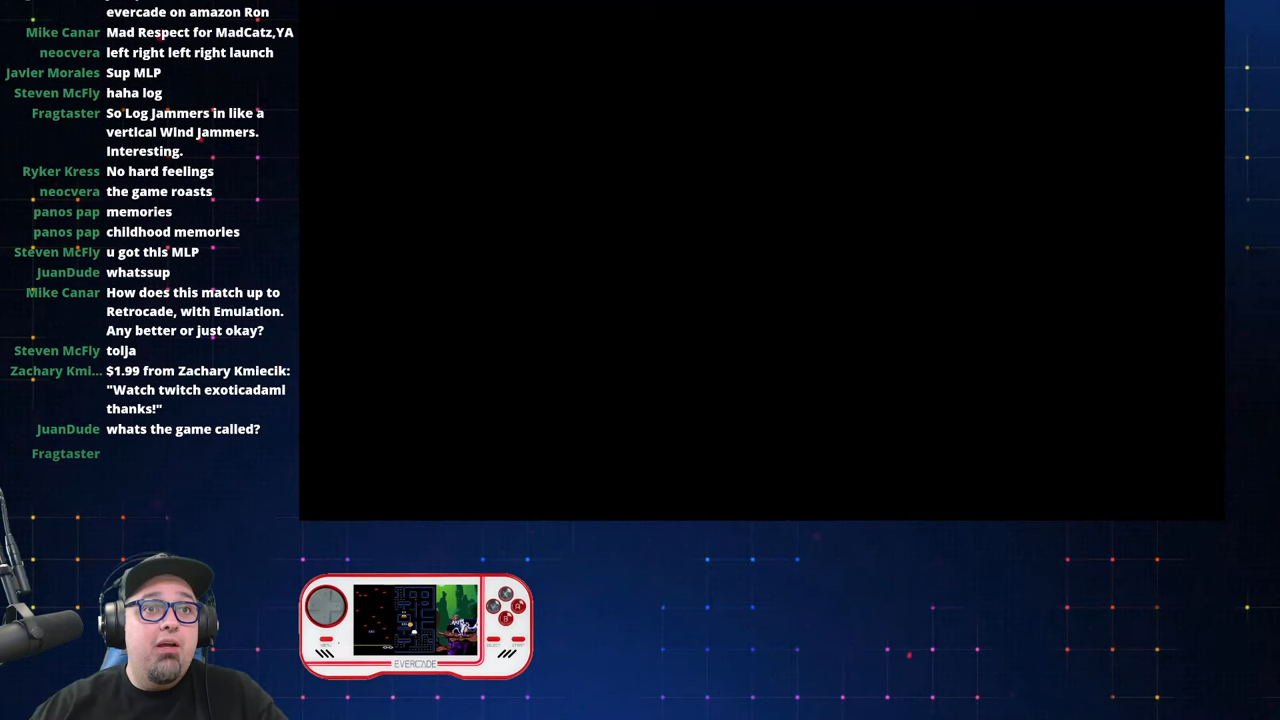 evercade on amazon Ron
Mike Canar Mad Respect for MadCatz,YA
neocvera left right left right launch
Javier Morales Sup MLP
Steven McFly haha log
Fragtaster So Log Jammers in like a
vertical Wind Jammers.
Interesting.
Ryker Kress No hard feelings
neocvera the game roasts
panos pap memories
panos pap childhood memories
Steven McFly u got this MLP
JuanDude whatssup
Mike Canar How does this match up to
Retrocade, with Emulation.
Any better or just okay?
Steven McFly tolja
Zachary Kmi... $1.99 from Zachary Kmiecik:
"Watch twitch exoticadaml
thanks!"
JuanDude whats the game called?
Fragtaster
EVERCADE